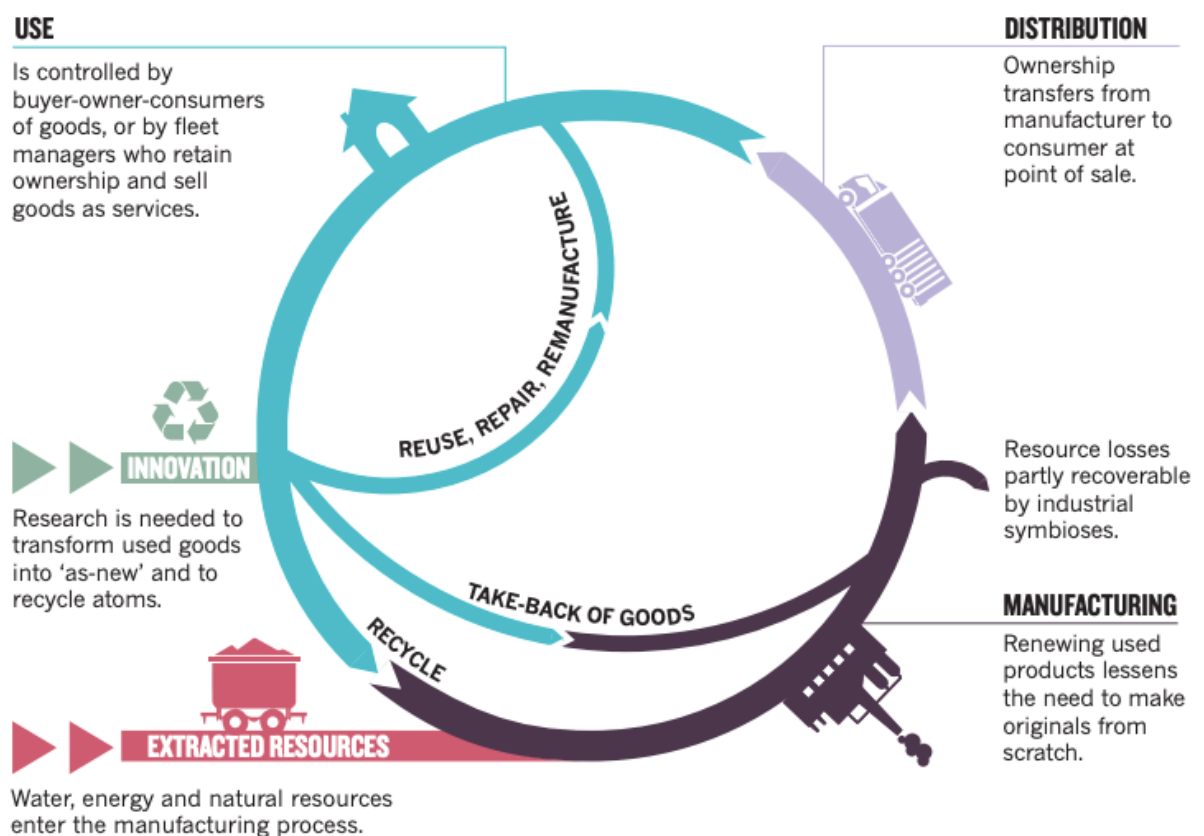 USE
Is controlled by
buyer-owner-consumers
of goods, or by fleet
managers who retain
ownership and sell
goods as services.
DISTRIBUTION
Ownership
transfers from
manufacturer to
consumer at
point of sale.
REUSE, REPAIR, REMANUFACTURE
INNOVATION
Research is needed to
transform used goods
into ‘as-new’ and to
recycle atoms.
Resource losses
partly recoverable
by industrial
symbioses.
TAKE-BACK OF GOODS
RECYCLE
MANUFACTURING
Renewing used
products lessens
the need to make
originals from
scratch.
EXTRACTED RESOURCES
Water, energy and natural resources
enter the manufacturing process.